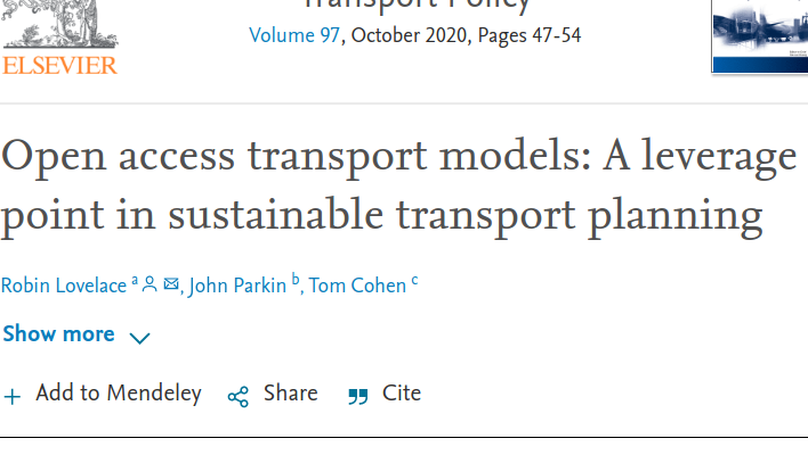 Transport Policy
Volume 97, October 2020, Pages 47-54
ELSEVIER
Open access transport models: A leverage
point in sustainable transport planning
Robin Lovelace a, John Parkin b, Tom Cohen c
Show more
Add to Mendeley Share Cite